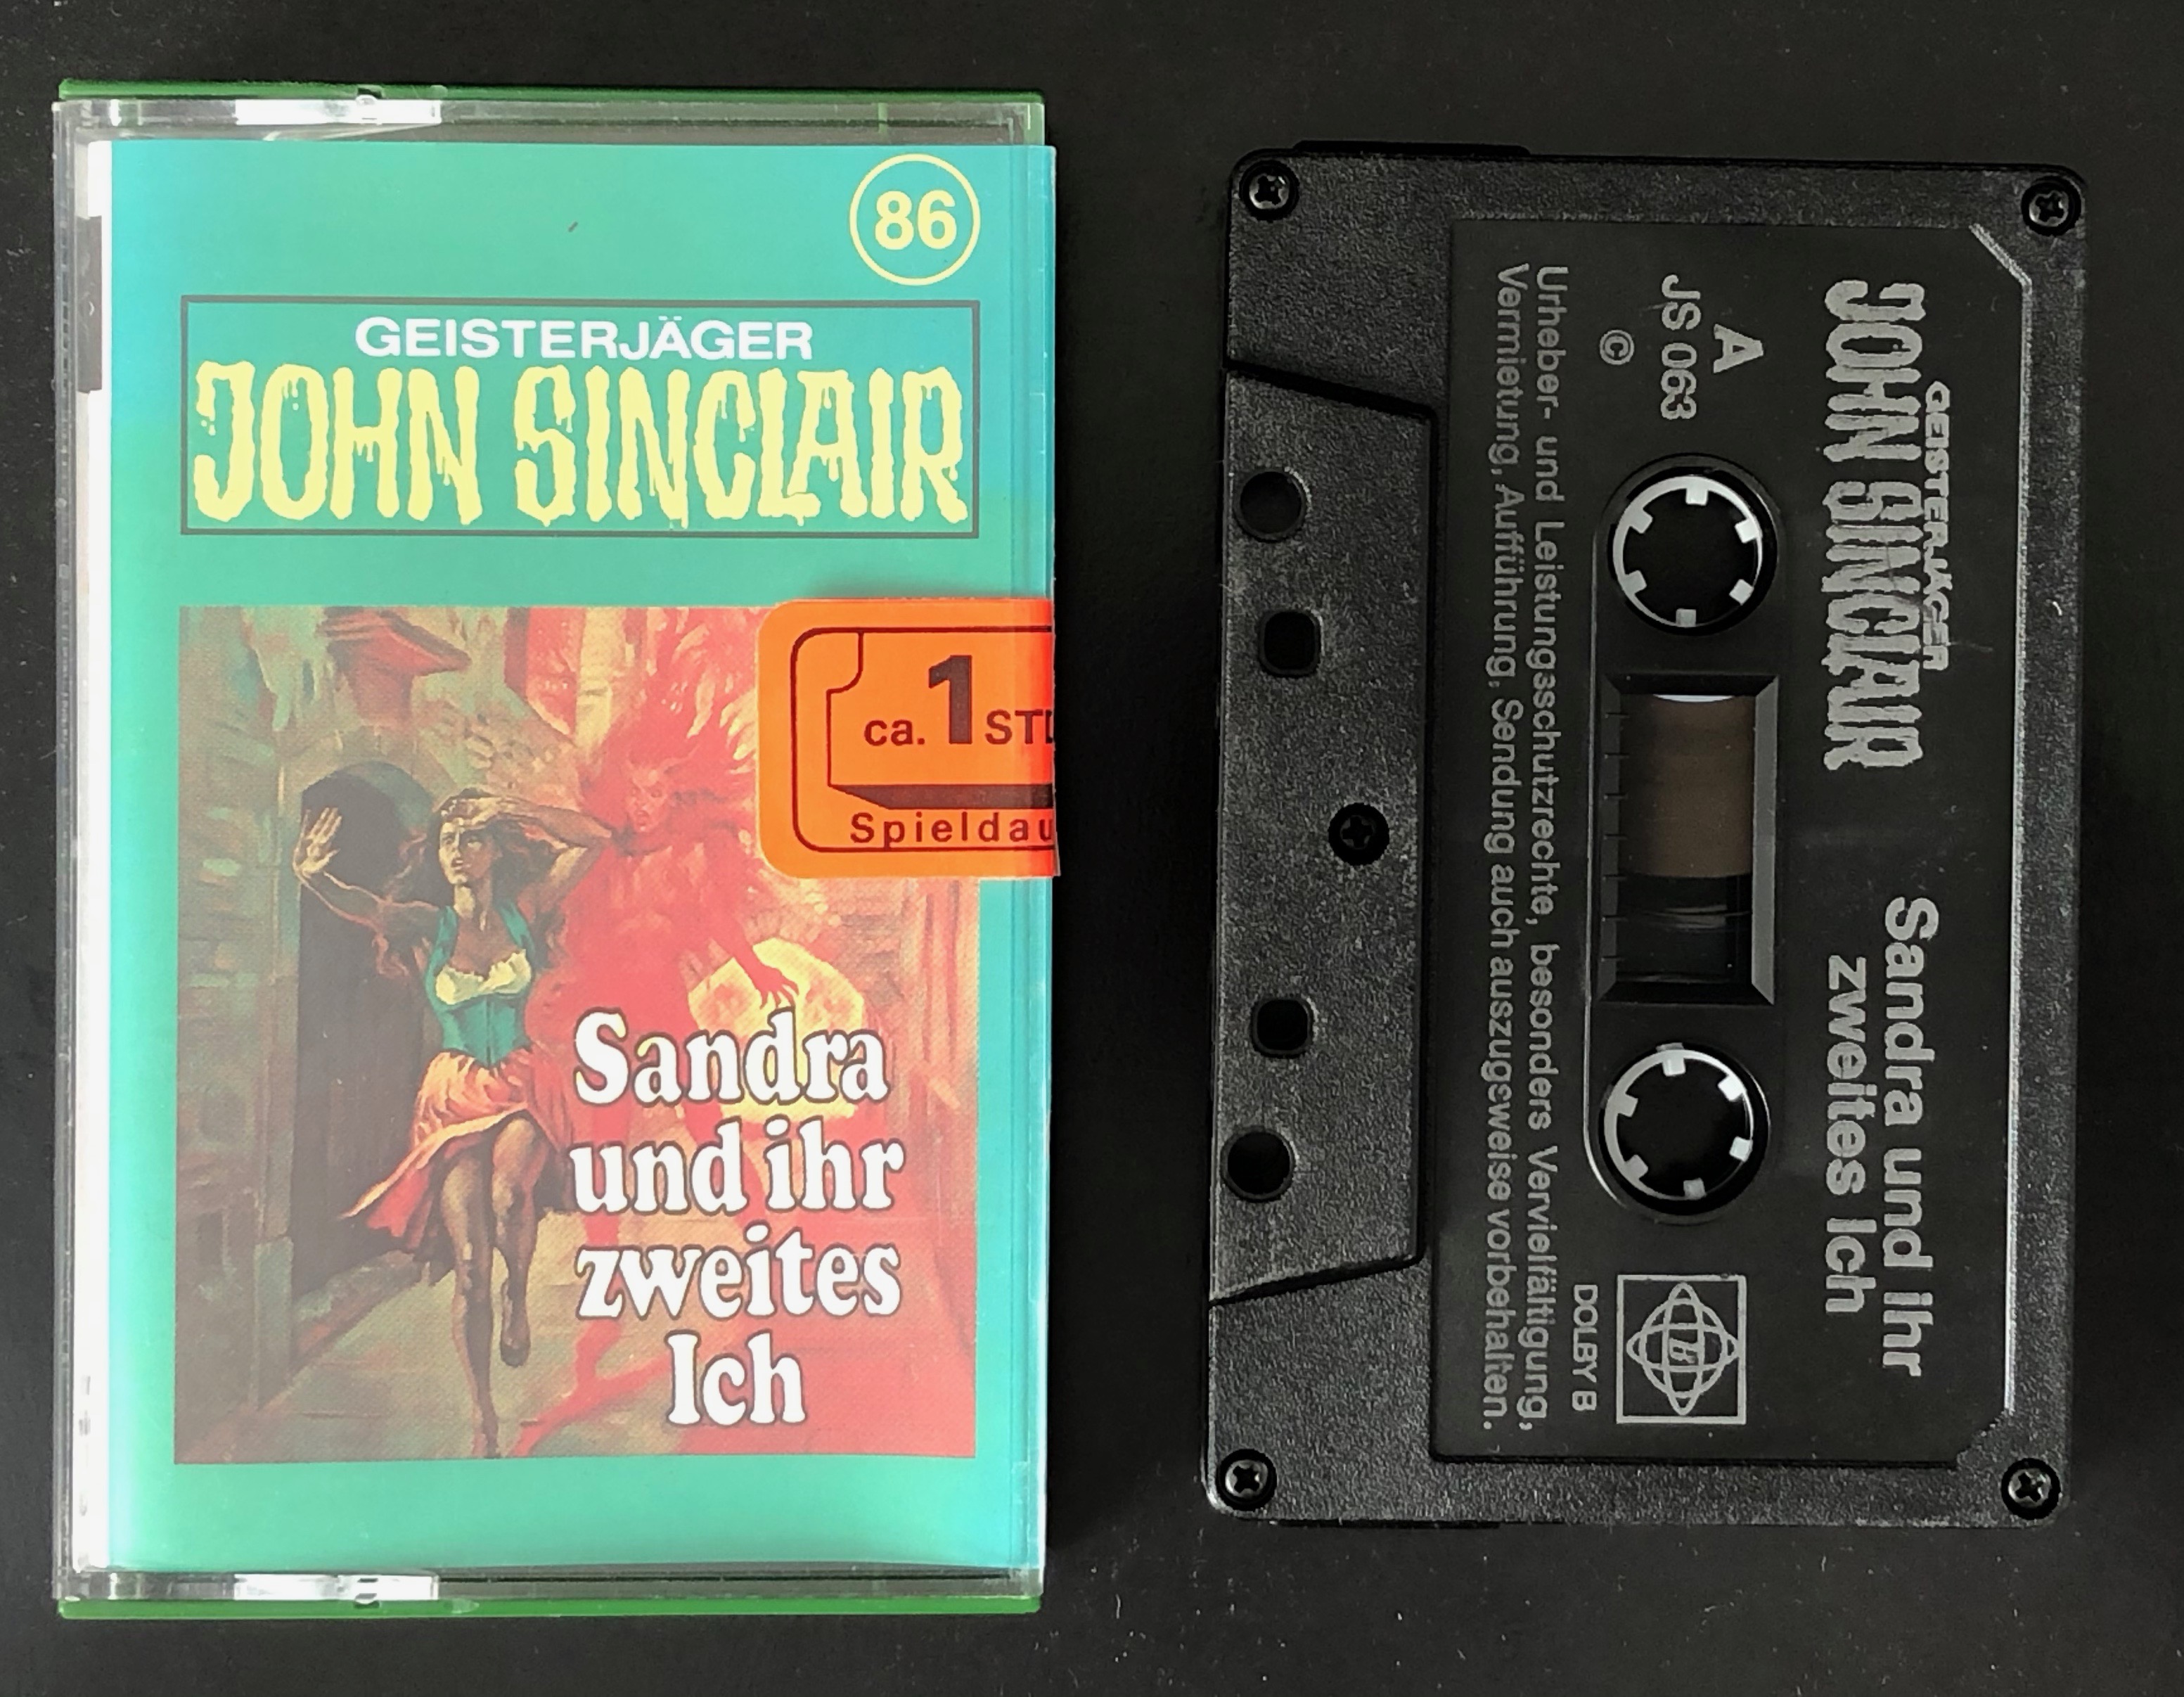 86
GEISTERJÄGER
JOHN SINCLAIR
ca. 1 STD
Spieldau
Sandra
und ihr
zweites
Ich
GEISTERJÄGER
JOHN SINCLAIR
Sandra und ihr
zweites Ich
A
JS 063
©
DOLBY B
Urheber- und Leistungsschutzrechte, besonders Vervielfältigung,
Vermietung, Aufführung, Sendung auch auszugsweise vorbehalten.